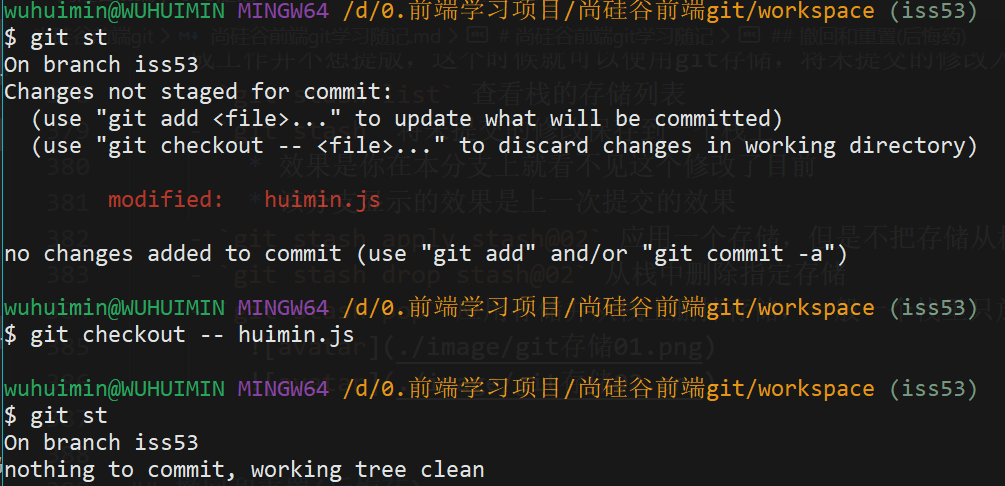 wuhuimin@WUHUIMIN MINGW64 /d/0.前端学习项目/尚硅谷前端git/workspace (iss53)
$ git st
On branch iss53
Changes not staged for commit:
  (use "git add <file>..." to update what will be committed)
  (use "git checkout -- <file>..." to discard changes in working directory)
        modified:   huimin.js
no changes added to commit (use "git add" and/or "git commit -a")
wuhuimin@WUHUIMIN MINGW64 /d/0.前端学习项目/尚硅谷前端git/workspace (iss53)
$ git checkout -- huimin.js
wuhuimin@WUHUIMIN MINGW64 /d/0.前端学习项目/尚硅谷前端git/workspace (iss53)
$ git st
On branch iss53
nothing to commit, working tree clean